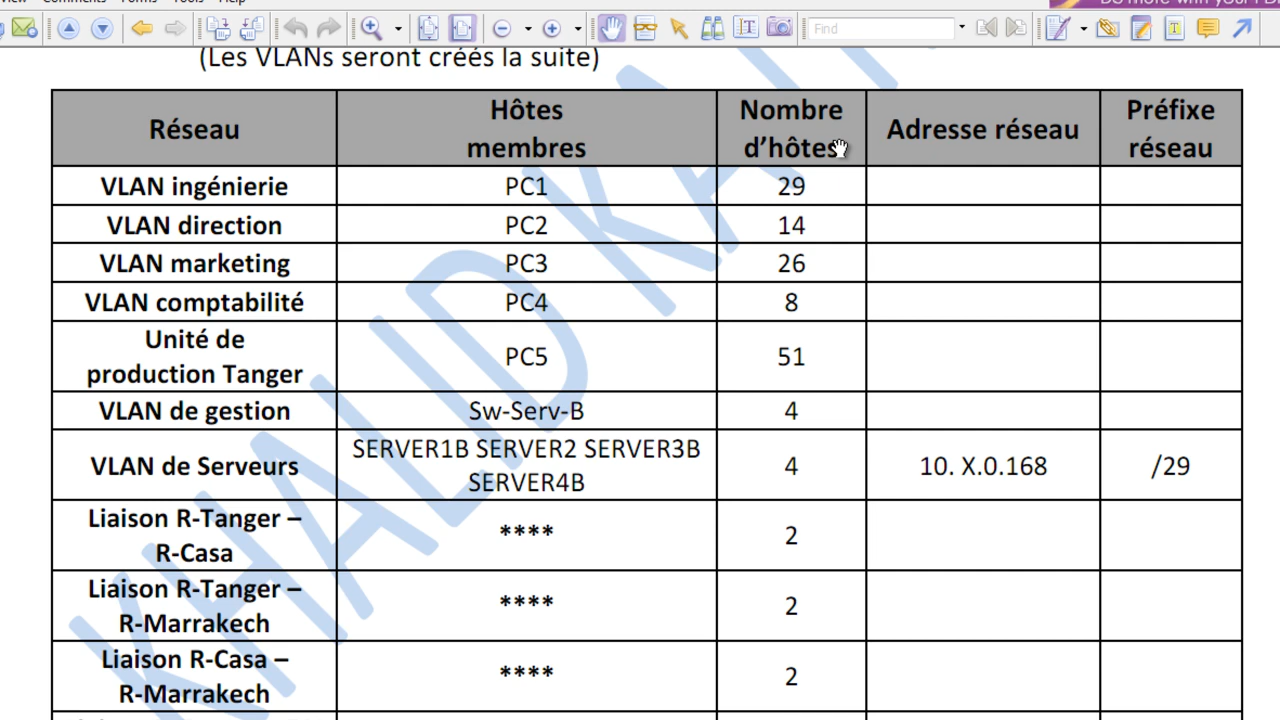 Find
(Les VLANs seront créés la suite)
Réseau
Hôtes
membres
Nombre
d'hôtes
Adresse réseau
Préfixe
réseau
VLAN ingénierie PC1 29
VLAN direction PC2 14
VLAN marketing PC3 26
VLAN comptabilité PC4 8
Unité de
production Tanger
PC5 51
VLAN de gestion Sw-Serv-B 4
VLAN de Serveurs
SERVER1B SERVER2 SERVER3B
SERVER4B
4 10. X.0.168 /29
Liaison R-Tanger –
R-Casa
**** 2
Liaison R-Tanger –
R-Marrakech
**** 2
Liaison R-Casa –
R-Marrakech
**** 2
KHALID KA